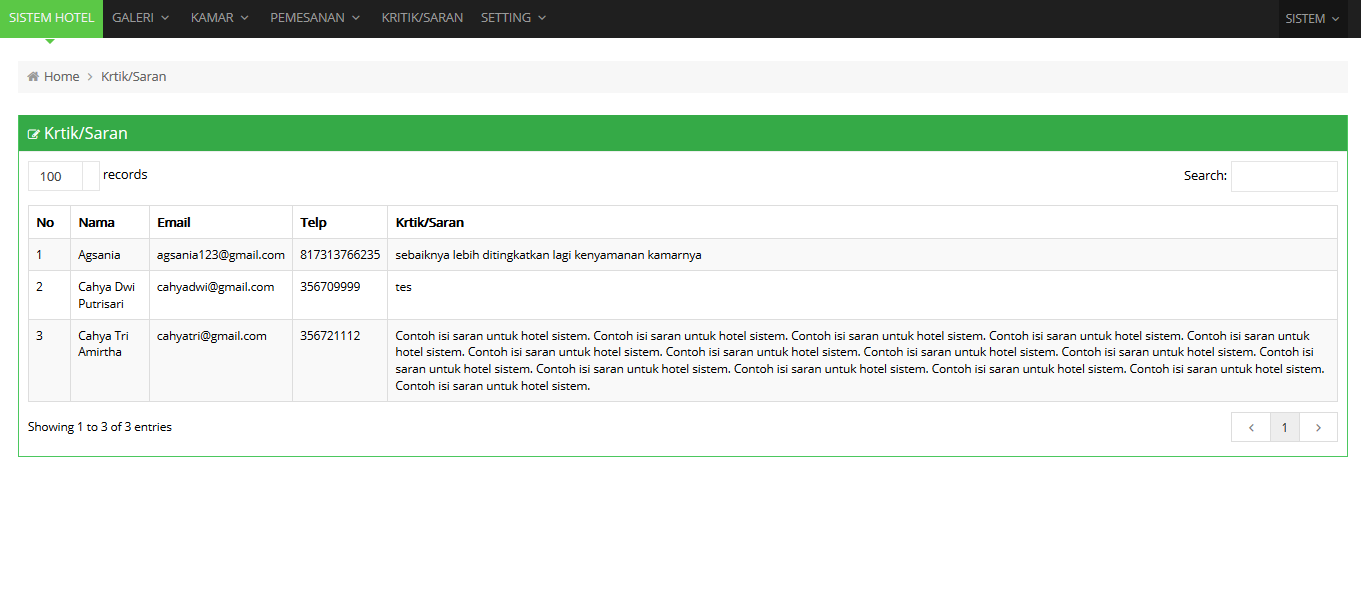 SISTEM HOTEL GALERI KAMAR PEMESANAN KRITIK/SARAN SETTING SISTEM
Home > Krtik/Saran
Krtik/Saran
100 records Search:
No Nama Email Telp Krtik/Saran
1 Agsania agsania123@gmail.com 817313766235 sebaiknya lebih ditingkatkan lagi kenyamanan kamarnya
2 Cahya Dwi cahyadwi@gmail.com 356709999 tes
Putrisari
3 Cahya Tri cahyatri@gmail.com 356721112 Contoh isi saran untuk hotel sistem. Contoh isi saran untuk hotel sistem. Contoh isi saran untuk hotel sistem. Contoh isi saran untuk hotel sistem. Contoh isi saran untuk
Amirtha hotel sistem. Contoh isi saran untuk hotel sistem. Contoh isi saran untuk hotel sistem. Contoh isi saran untuk hotel sistem. Contoh isi saran untuk hotel sistem. Contoh isi
saran untuk hotel sistem. Contoh isi saran untuk hotel sistem. Contoh isi saran untuk hotel sistem. Contoh isi saran untuk hotel sistem. Contoh isi saran untuk hotel sistem.
Contoh isi saran untuk hotel sistem.
Showing 1 to 3 of 3 entries < 1 >